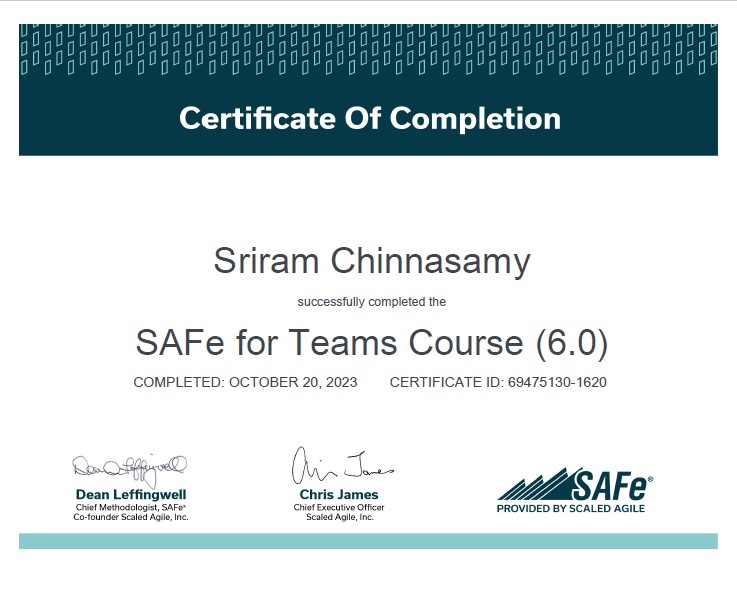 Certificate Of Completion
Sriram Chinnasamy
successfully completed the
SAFe for Teams Course (6.0)
COMPLETED: OCTOBER 20, 2023 CERTIFICATE ID: 69475130-1620
Dean Leffingwell
Dean Leffingwell
Chief Methodologist, SAFe®
Co-founder Scaled Agile, Inc.
Chris James
Chris James
Chief Executive Officer
Scaled Agile, Inc.
SAFe®
PROVIDED BY SCALED AGILE